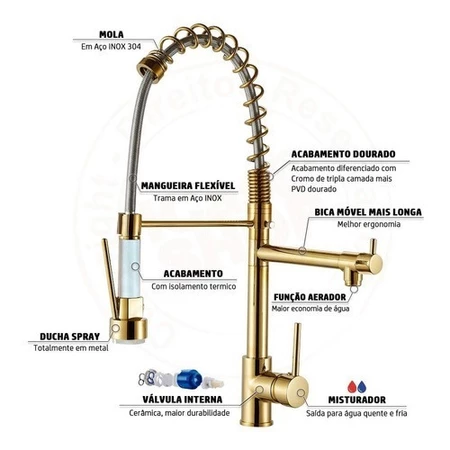 MOLA
Em Aço INOX 304
ACABAMENTO DOURADO
Acabamento diferenciado com
Cromo de tripla camada mais
PVD dourado
MANGUEIRA FLEXÍVEL
Trama em Aço INOX
BICA MÓVEL MAIS LONGA
Melhor ergonomia
ACABAMENTO
Com isolamento termico
FUNÇÃO AERADOR
Maior economia de água
DUCHA SPRAY
Totalmente em metal
VÁLVULA INTERNA
Cerâmica, maior durabilidade
MISTURADOR
Saída para água quente e fria